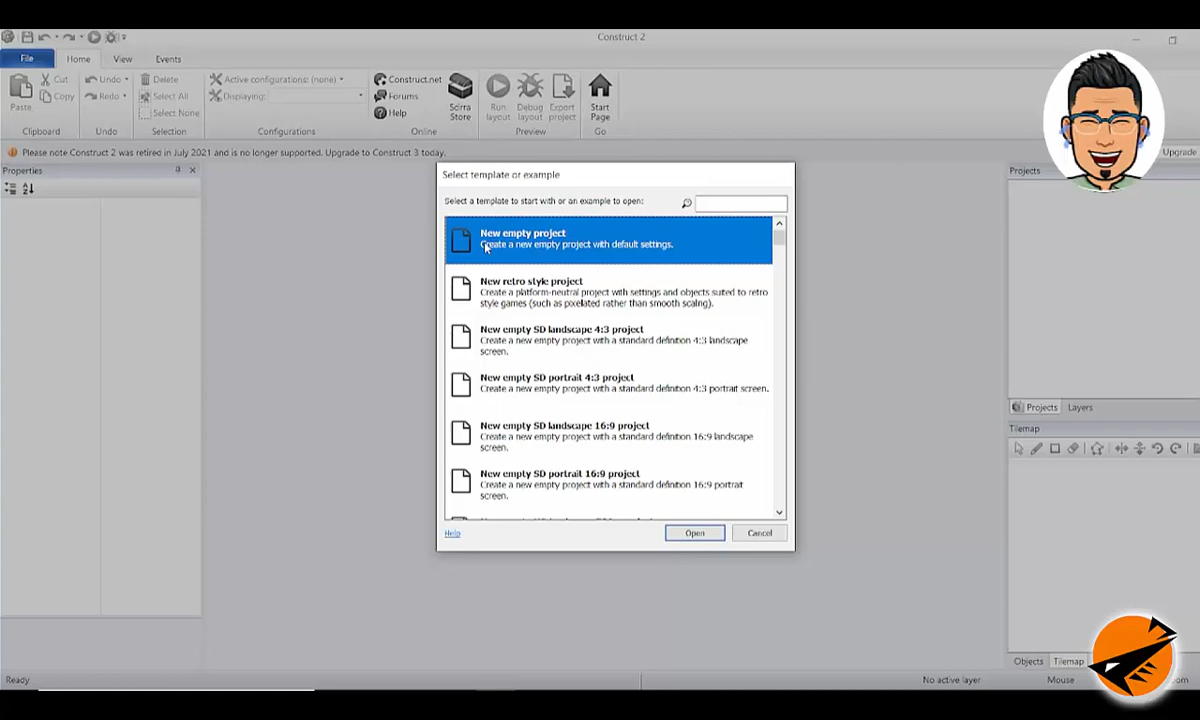 Construct 2
File
Home
View
Events
Paste
Cut
Copy
Clipboard
Undo
Redo
Undo
Delete
Select All
Select None
Selection
Active configurations: (none)
Displaying:
Configurations
Construct.net
Forums
Help
Scirra
Store
Online
Run
layout
Debug
layout
Export
project
Preview
Start
Page
Go
Please note Construct 2 was retired in July 2021 and is no longer supported. Upgrade to Construct 3 today.
Upgrade
Properties
Projects
Select template or example
Select a template to start with or an example to open:
New empty project
Create a new empty project with default settings.
New retro style project
Create a platform-neutral project with settings and objects suited to retro
style games (such as pixelated rather than smooth scaling).
New empty SD landscape 4:3 project
Create a new empty project with a standard definition 4:3 landscape
screen.
New empty SD portrait 4:3 project
Create a new empty project with a standard definition 4:3 portrait screen.
New empty SD landscape 16:9 project
Create a new empty project with a standard definition 16:9 landscape
screen.
New empty SD portrait 16:9 project
Create a new empty project with a standard definition 16:9 portrait
screen.
Help
Open
Cancel
Projects
Layers
Tilemap
Objects
Tilemap
Ready
No active layer
Mouse